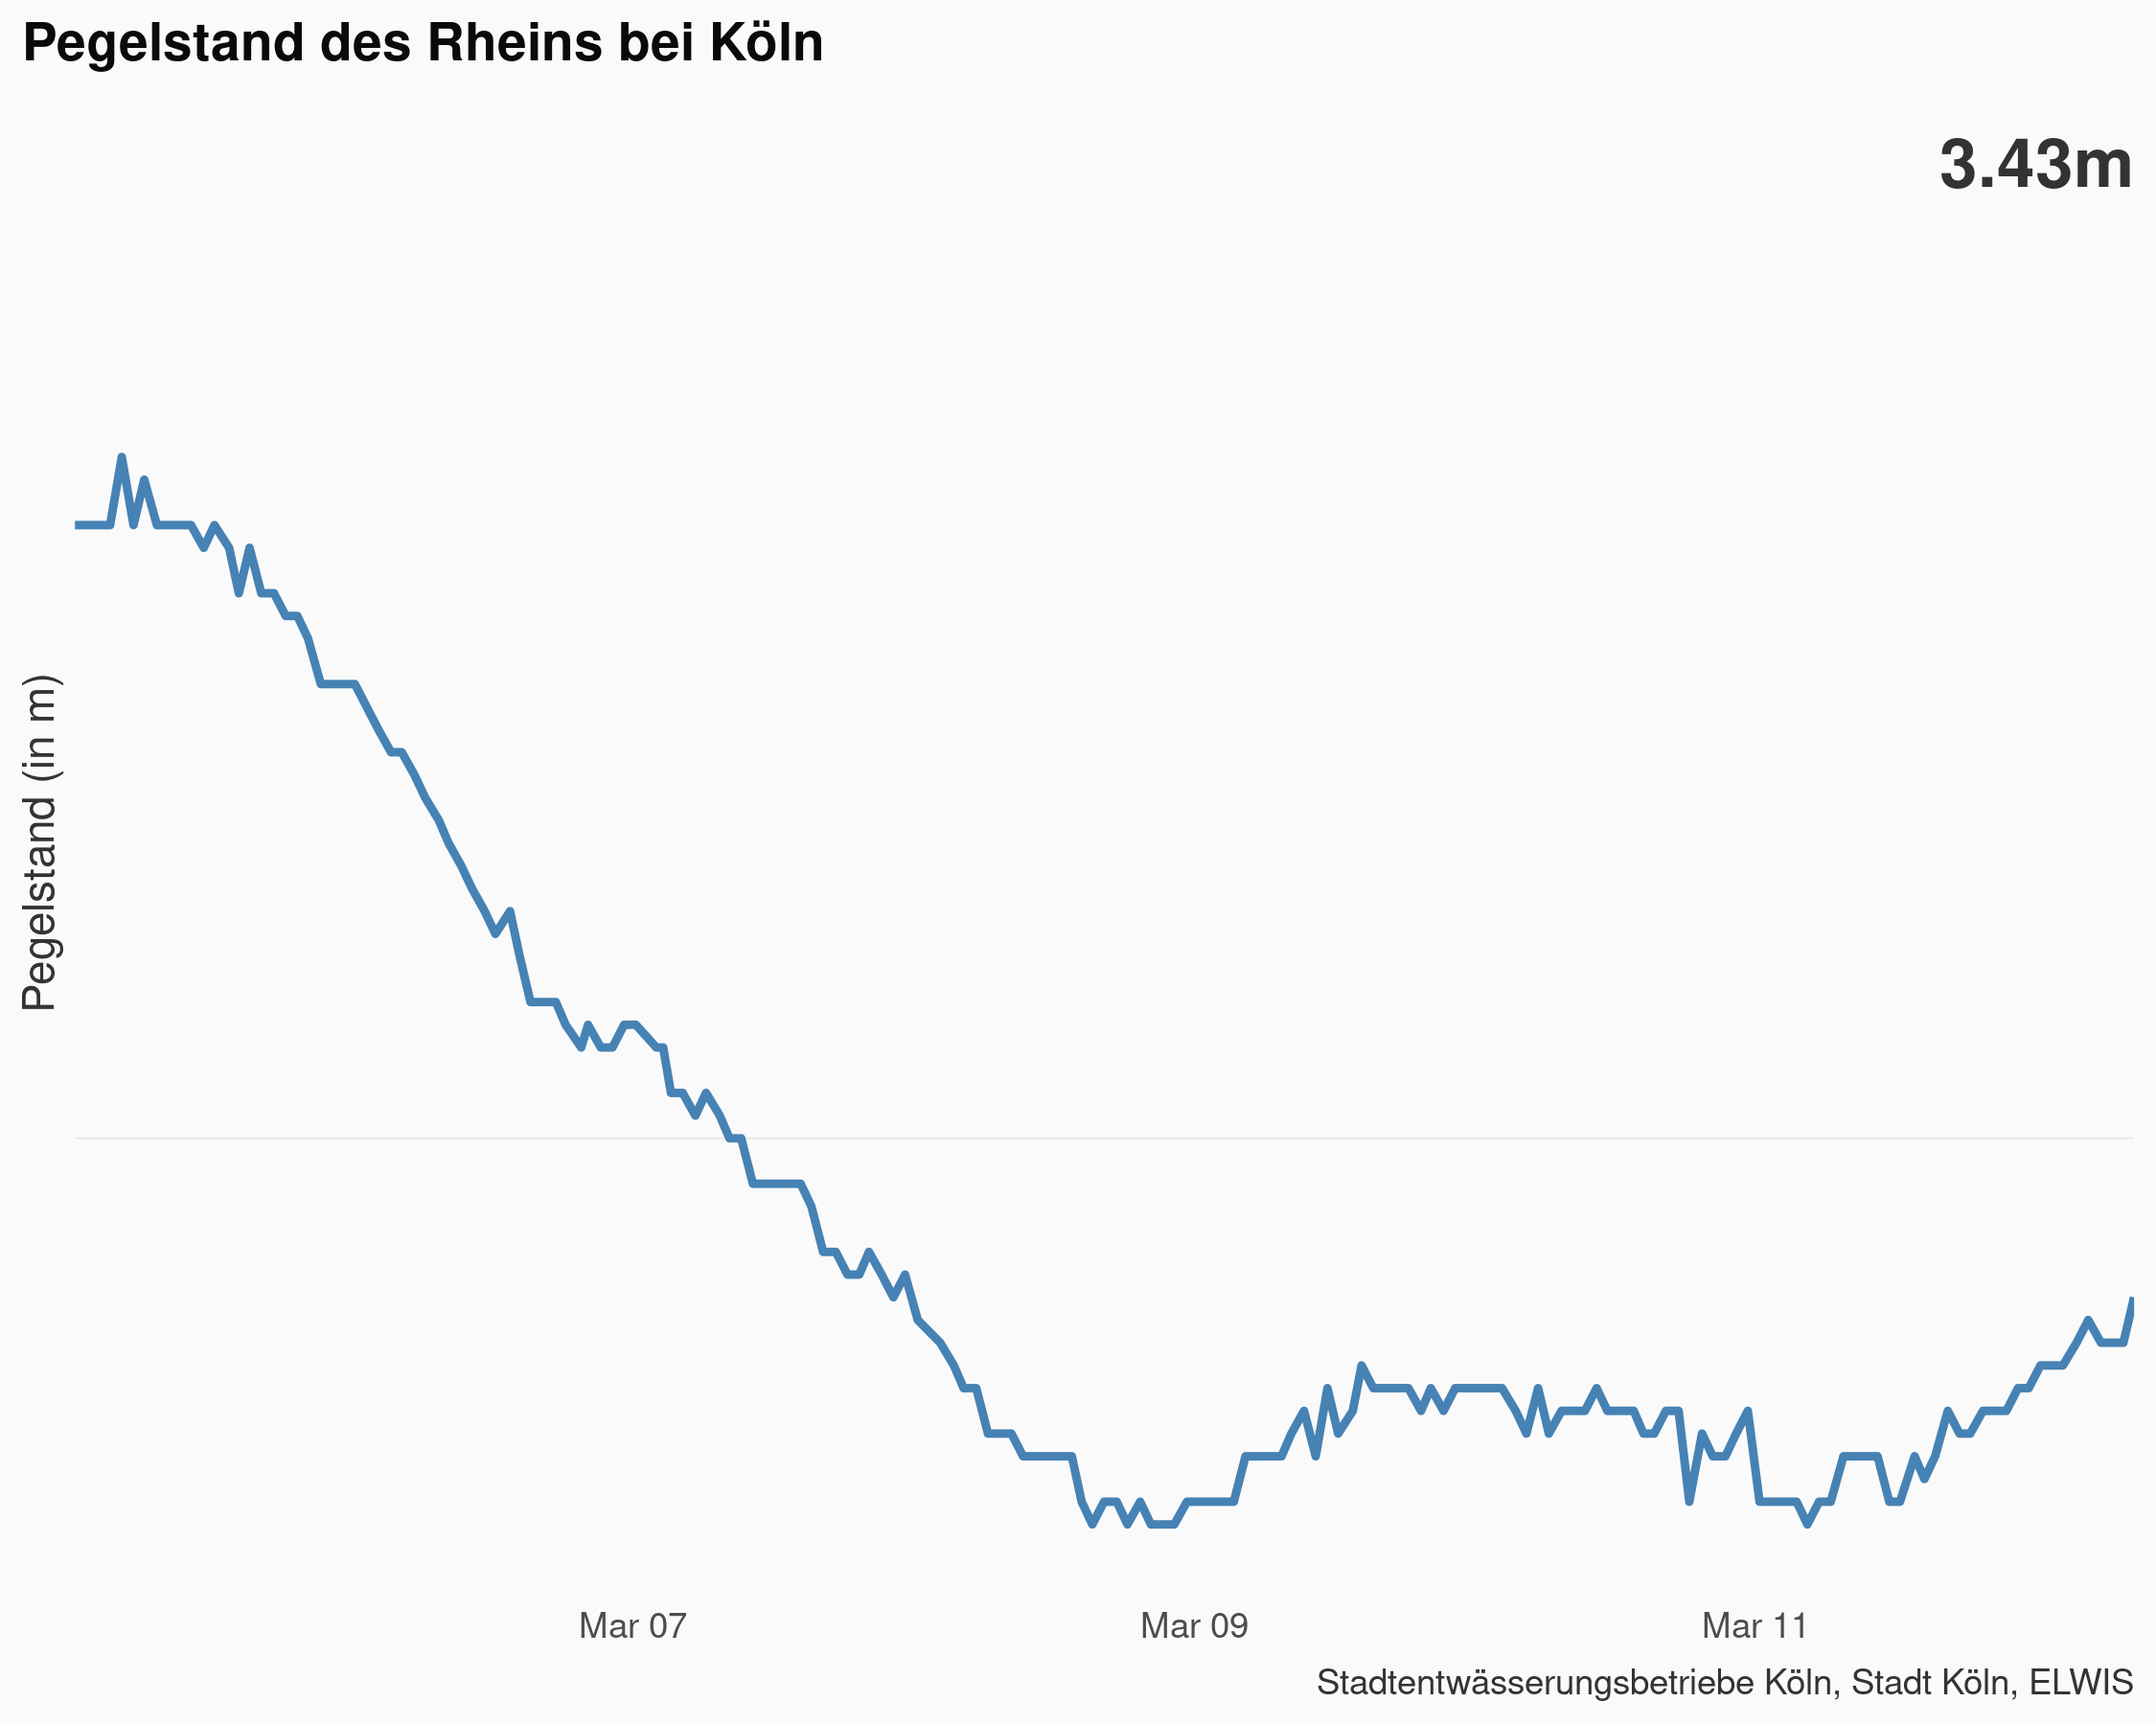 Pegelstand des Rheins bei Köln
3.43m
Pegelstand (in m)
Mar 07
Mar 09
Mar 11
Stadtentwässerungsbetriebe Köln, Stadt Köln, ELWIS